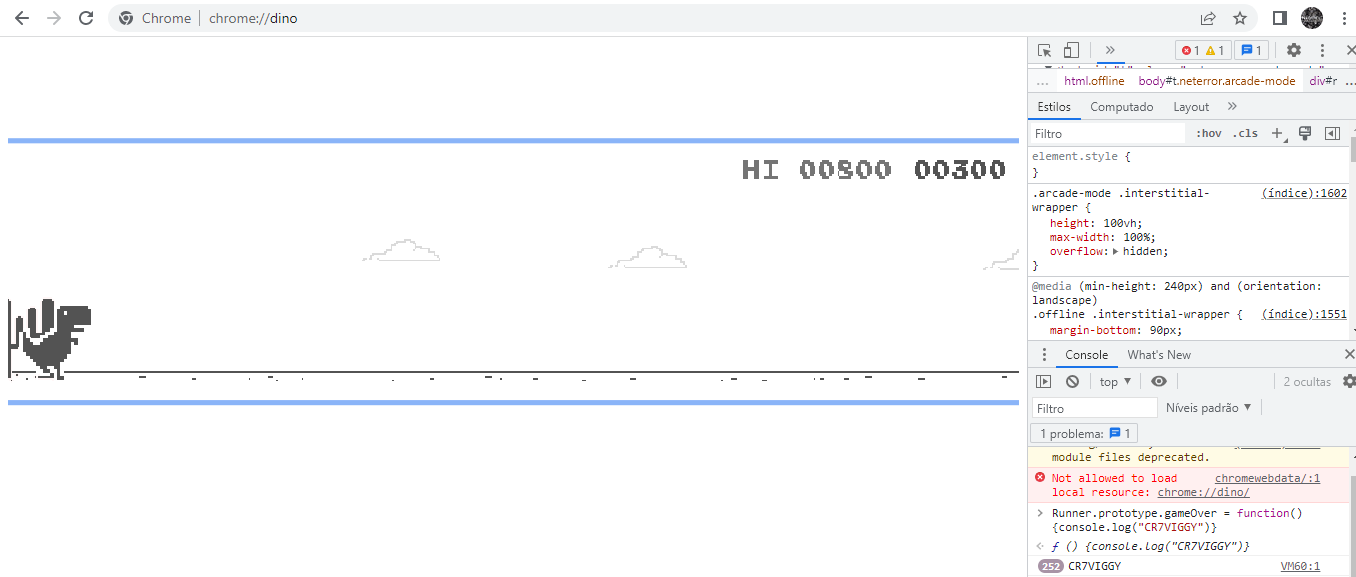 Chrome | chrome://dino
1 1 1
... html.offline body#t.neterror.arcade-mode div#r ...
Estilos Computado Layout
Filtro :hov .cls
HI 00800 00300
element.style {
}
.arcade-mode .interstitial-wrapper { (índice):1602
height: 100vh;
max-width: 100%;
overflow: hidden;
}
@media (min-height: 240px) and (orientation:
landscape)
.offline .interstitial-wrapper { (índice):1551
margin-bottom: 90px;
Console What's New
top 2 ocultas
Filtro Níveis padrão
1 problema: 1
module files deprecated.
Not allowed to load chromewebdata/:1
local resource: chrome://dino/
Runner.prototype.gameOver = function()
{console.log("CR7VIGGY")}
ƒ () {console.log("CR7VIGGY")}
252 CR7VIGGY VM60:1